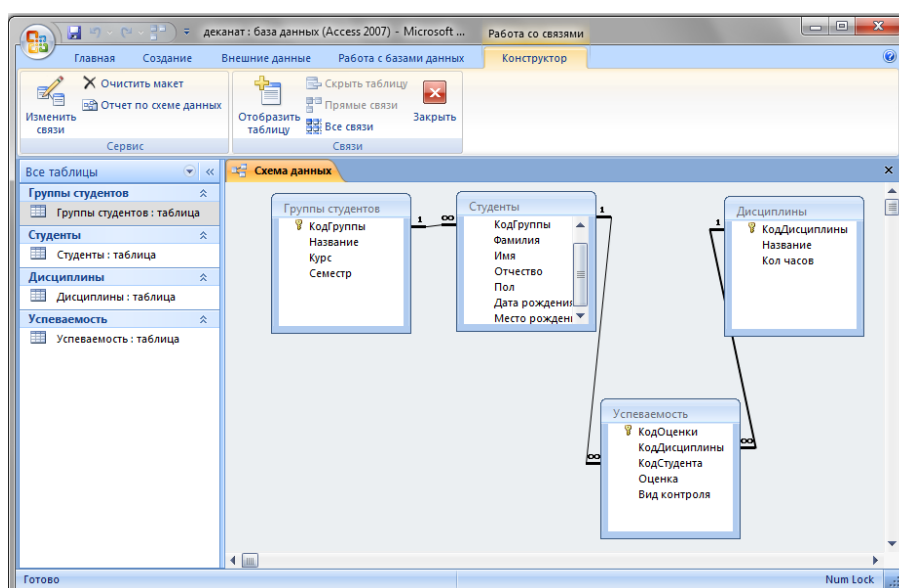 деканат : база данных (Access 2007) - Microsoft ...
Работа со связями
Главная
Создание
Внешние данные
Работа с базами данных
Конструктор
Изменить связи
Очистить макет
Отчет по схеме данных
Сервис
Отобразить таблицу
Скрыть таблицу
Прямые связи
Все связи
Закрыть
Связи
Все таблицы
Группы студентов
Группы студентов : таблица
Студенты
Студенты : таблица
Дисциплины
Дисциплины : таблица
Успеваемость
Успеваемость : таблица
Схема данных
Группы студентов
КодГруппы
Название
Курс
Семестр
1
∞
Студенты
КодГруппы
Фамилия
Имя
Отчество
Пол
Дата рождения
Место рожден
1
∞
Дисциплины
КодДисциплины
Название
Кол часов
1
∞
Успеваемость
КодОценки
КодДисциплины
КодСтудента
Оценка
Вид контроля
Готово
Num Lock